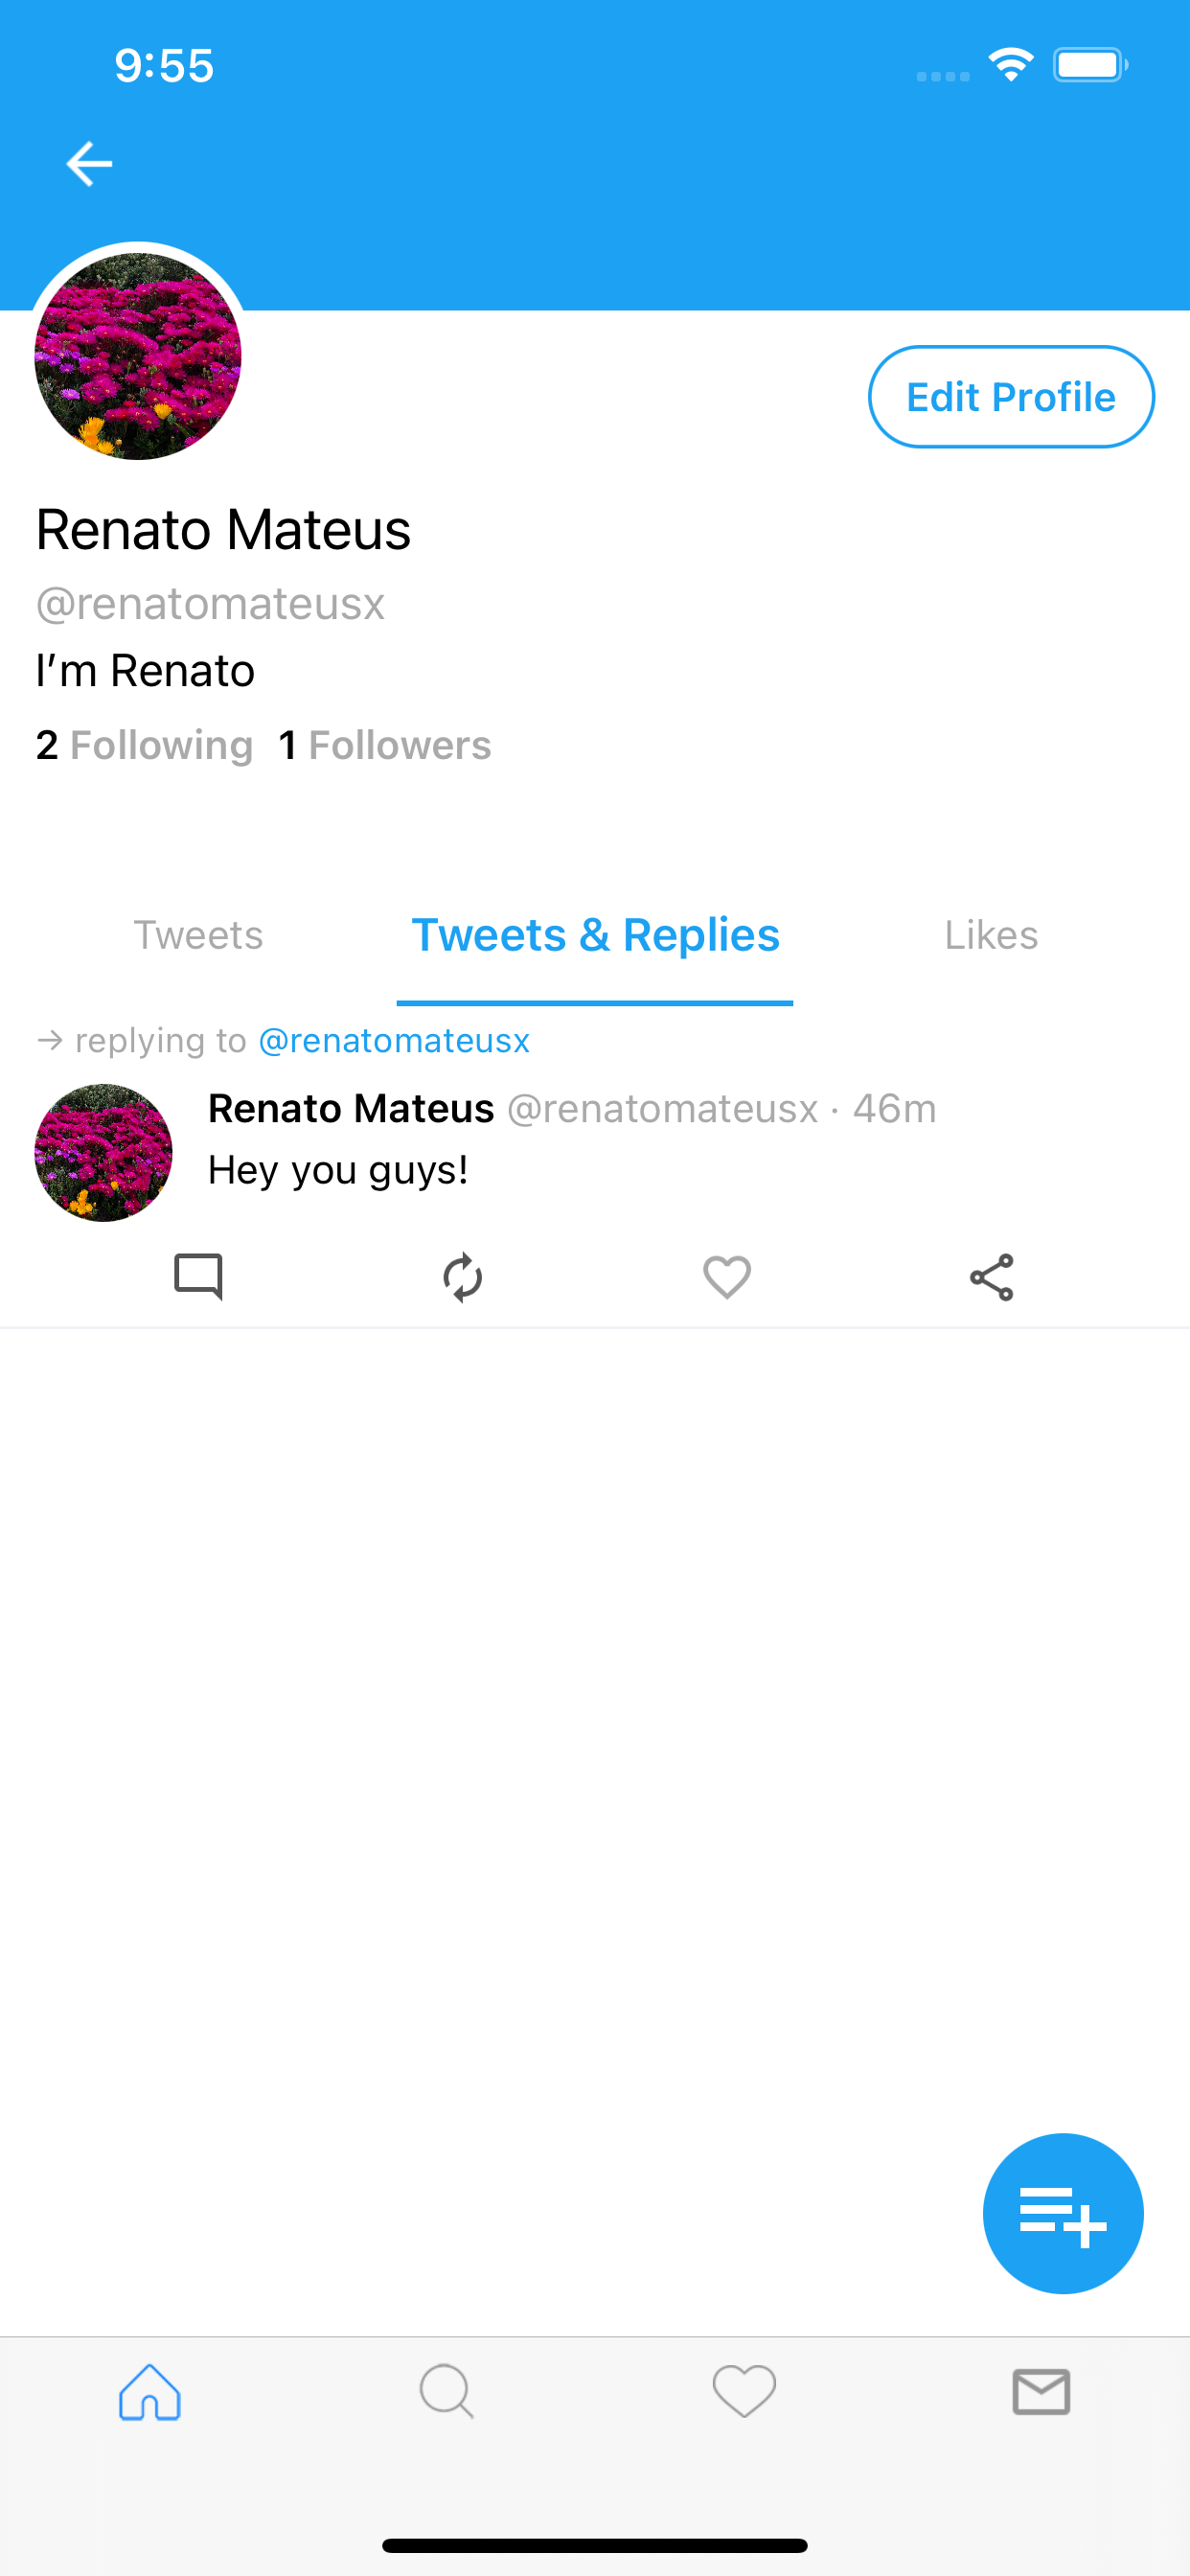 9:55
Edit Profile
Renato Mateus
@renatomateusx
I'm Renato
2 Following 1 Followers
Tweets Tweets & Replies Likes
→ replying to @renatomateusx
Renato Mateus @renatomateusx · 46m
Hey you guys!